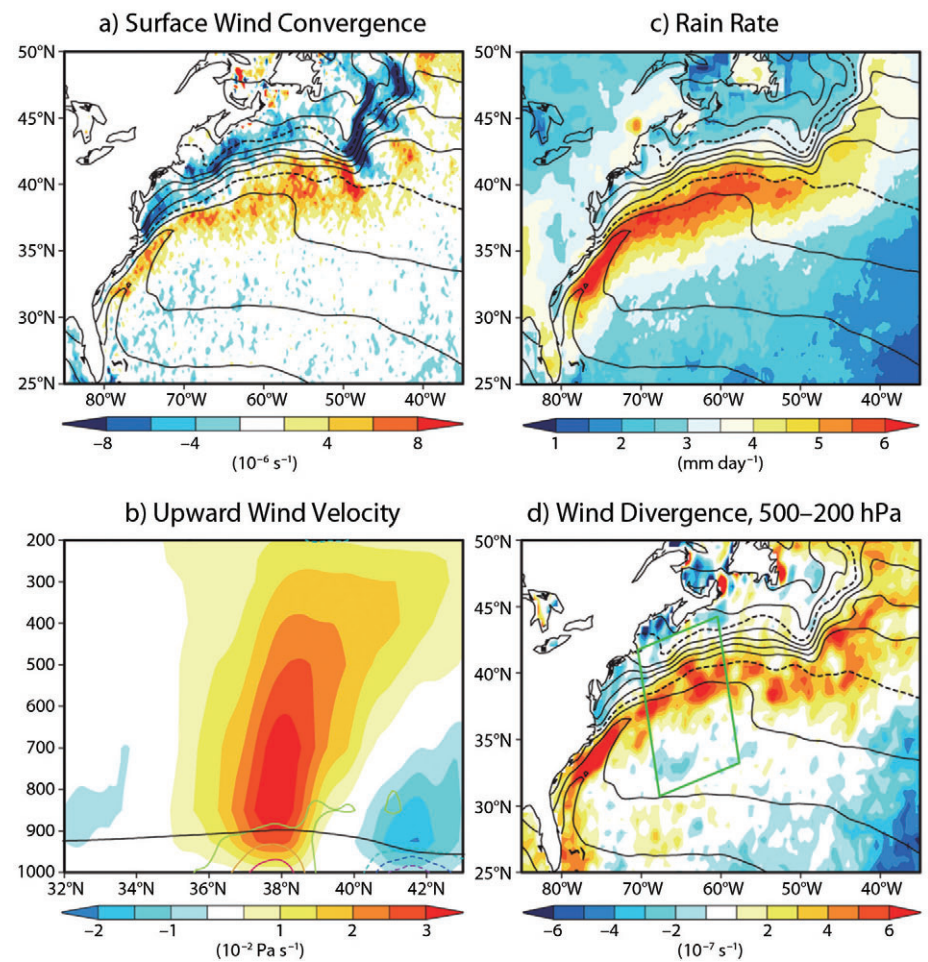 a) Surface Wind Convergence
50°N
45°N
40°N
35°N
30°N
25°N
80°W 70°W 60°W 50°W 40°W
−8 −4 4 8
(10⁻⁶ s⁻¹)
c) Rain Rate
50°N
45°N
40°N
35°N
30°N
25°N
80°W 70°W 60°W 50°W 40°W
1 2 3 4 5 6
(mm day⁻¹)
b) Upward Wind Velocity
200
300
400
500
600
700
800
900
1000
32°N 34°N 36°N 38°N 40°N 42°N
−2 −1 1 2 3
(10⁻² Pa s⁻¹)
d) Wind Divergence, 500–200 hPa
50°N
45°N
40°N
35°N
30°N
25°N
80°W 70°W 60°W 50°W 40°W
−6 −4 −2 2 4 6
(10⁻⁷ s⁻¹)